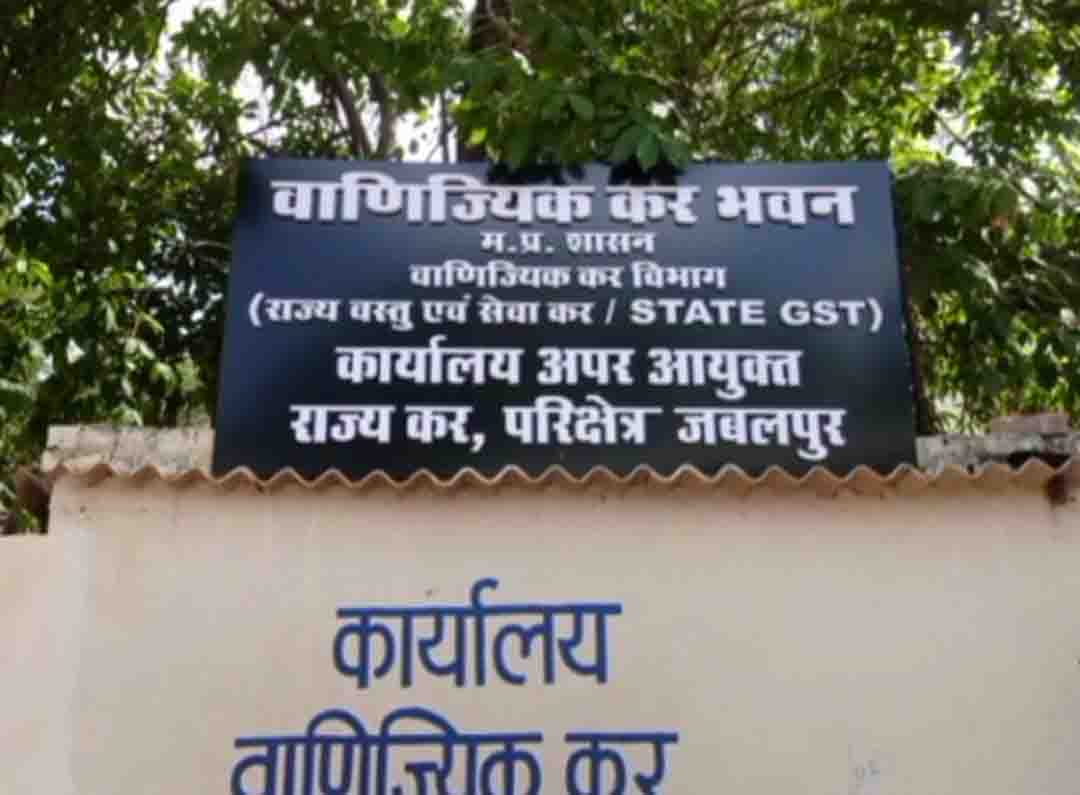 वाणिज्यिक कर भवन
म.प्र. शासन
वाणिज्यिक कर विभाग
(राज्य वस्तु एवं सेवा कर / STATE GST)
कार्यालय अपर आयुक्त
राज्य कर, परिक्षेत्र जबलपुर
कार्यालय
वाणिज्यिक कर